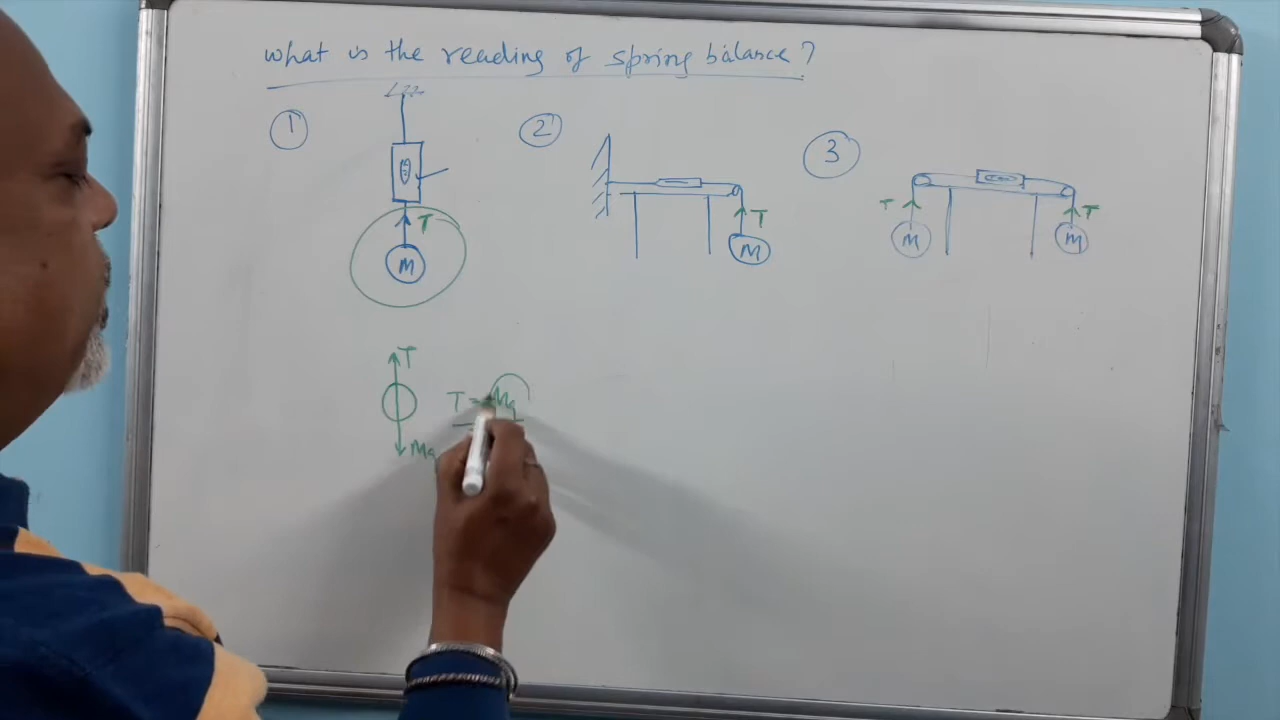 what is the reading of spring balance ?
1
2
3
T
M
T
M
T
M
T
M
T
T = Mg
Mg